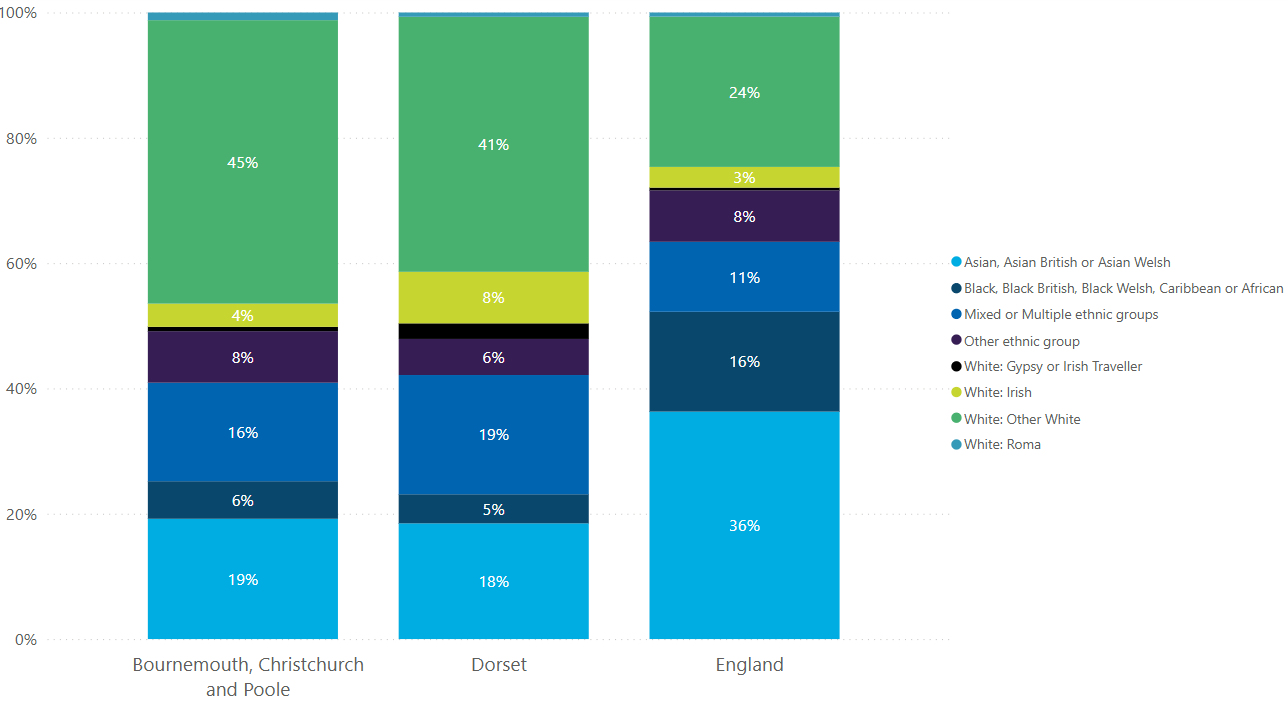 100%
80%
60%
40%
20%
0%
45%
4%
8%
16%
6%
19%
41%
8%
6%
19%
5%
18%
24%
3%
8%
11%
16%
36%
Bournemouth, Christchurch
and Poole
Dorset
England
Asian, Asian British or Asian Welsh
Black, Black British, Black Welsh, Caribbean or African
Mixed or Multiple ethnic groups
Other ethnic group
White: Gypsy or Irish Traveller
White: Irish
White: Other White
White: Roma